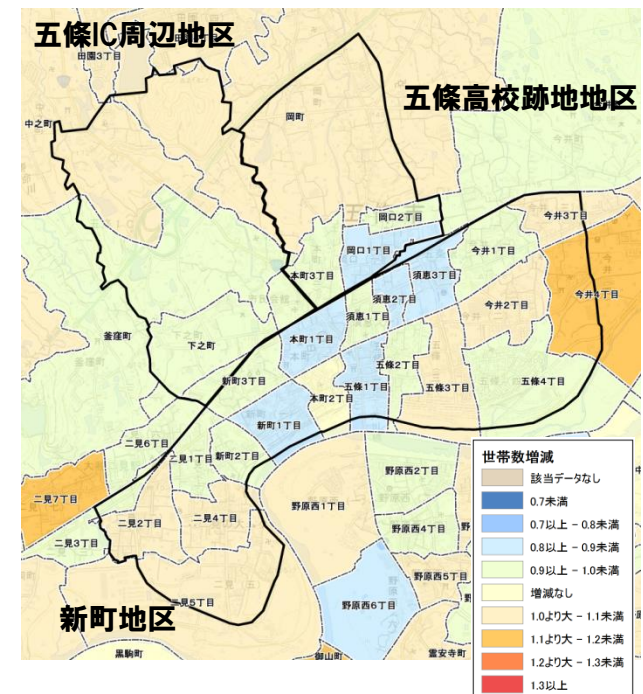 五條IC周辺地区
田園3丁目
中之町
岡町
五條高校跡地地区
今井町
岡口2丁目
今井3丁目
岡口1丁目
今井1丁目
本町3丁目
須恵3丁目
今井4丁目
須恵2丁目
今井2丁目
須恵1丁目
釜窪町
下之町
本町1丁目
五條2丁目
新町3丁目
本町2丁目
五條1丁目
五條3丁目
五條4丁目
新町1丁目
二見6丁目
二見1丁目
新町2丁目
野原西2丁目
二見7丁目
二見2丁目
二見4丁目
野原西1丁目
野原西4丁目
二見3丁目
野原西5丁目
二見5丁目
野原西6丁目
新町地区
黒駒町
御山町
霊安寺町
世帯数増減
該当データなし
0.7未満
0.7以上 - 0.8未満
0.8以上 - 0.9未満
0.9以上 - 1.0未満
増減なし
1.0より大 - 1.1未満
1.1より大 - 1.2未満
1.2より大 - 1.3未満
1.3以上